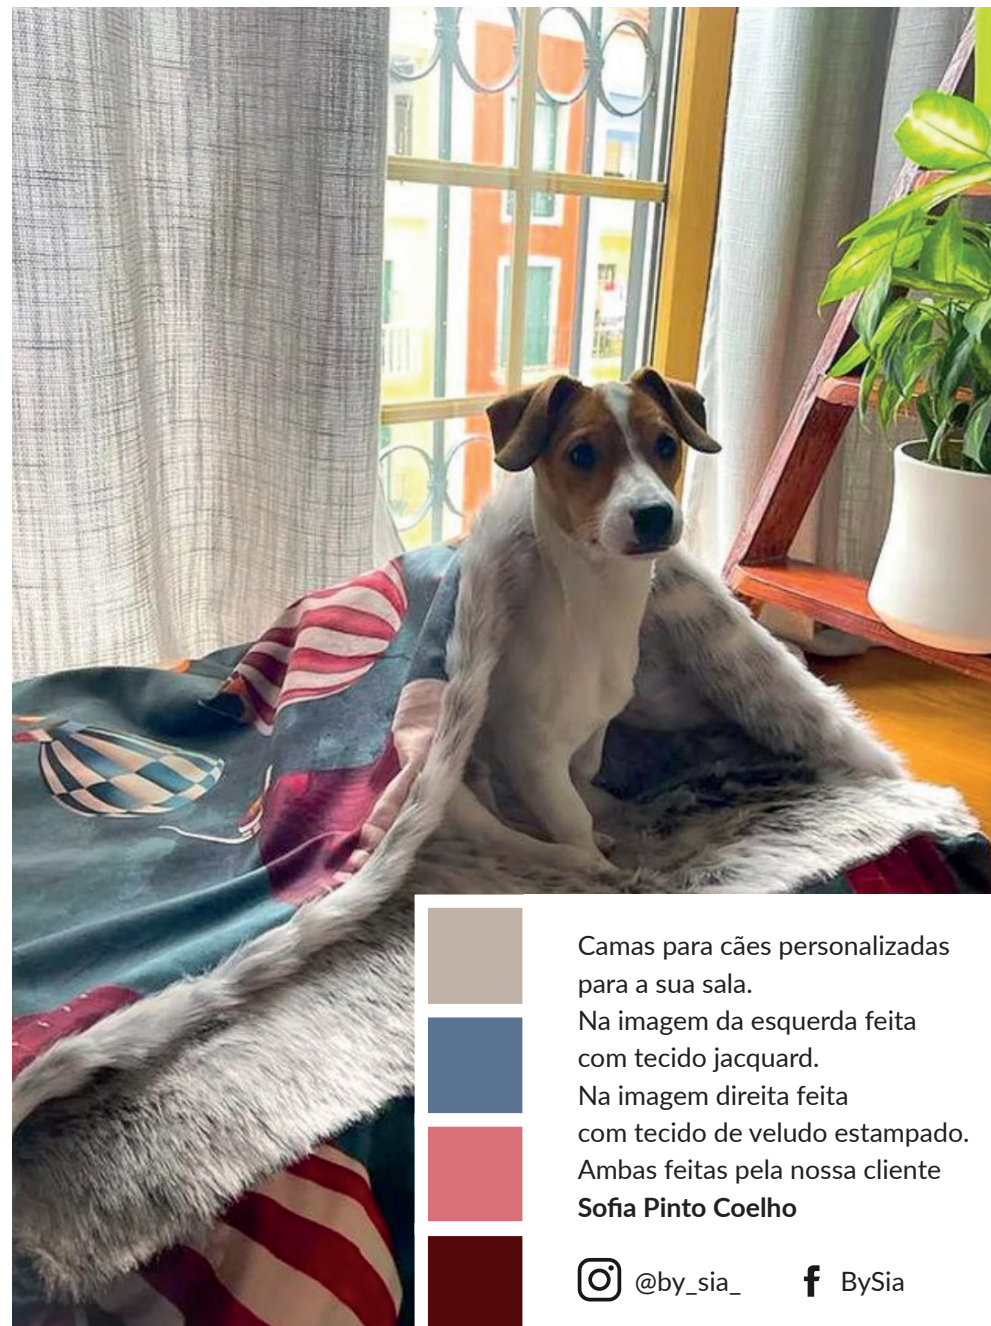 Camas para cães personalizadas
para a sua sala.
Na imagem da esquerda feita
com tecido jacquard.
Na imagem direita feita
com tecido de veludo estampado.
Ambas feitas pela nossa cliente
Sofia Pinto Coelho
@by_sia_ BySia